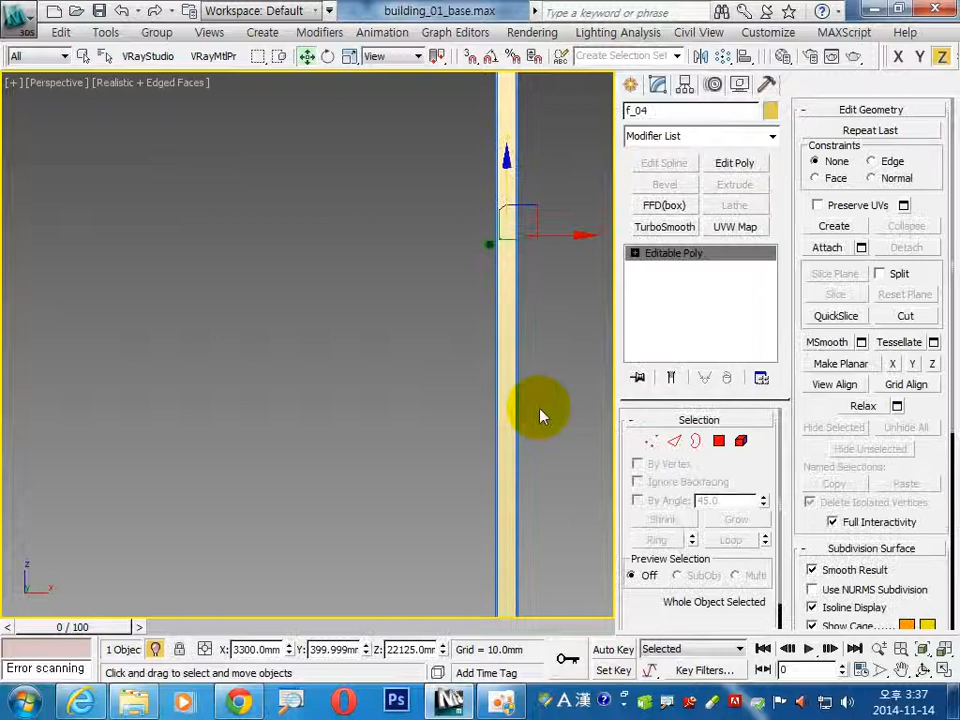 Workspace: Default
building_01_base.max
Type a keyword or phrase
3DS
Edit
Tools
Group
Views
Create
Modifiers
Animation
Graph Editors
Rendering
Lighting Analysis
Civil View
Customize
MAXScript
Help
All
VRayStudio
VRayMtlPr
View
Create Selection Set
X
Y
Z
[+] [Perspective] [Realistic + Edged Faces]
z
x
f_04
Modifier List
Edit Spline
Edit Poly
Bevel
Extrude
FFD(box)
Lathe
TurboSmooth
UVW Map
Editable Poly
Selection
By Vertex
Ignore Backfacing
By Angle:
45.0
Shrink
Grow
Ring
Loop
Preview Selection
Off
SubObj
Multi
Whole Object Selected
Edit Geometry
Repeat Last
Constraints
None
Edge
Face
Normal
Preserve UVs
Create
Collapse
Attach
Detach
Slice Plane
Split
Slice
Reset Plane
QuickSlice
Cut
MSmooth
Tessellate
Make Planar
X
Y
Z
View Align
Grid Align
Relax
Hide Selected
Unhide All
Hide Unselected
Named Selections:
Copy
Paste
Delete Isolated Vertices
Full Interactivity
Subdivision Surface
Smooth Result
Use NURMS Subdivision
Isoline Display
Show Cage
0 / 100
1 Objec
X:
3300.0mm
Y:
399.999mm
Z:
22125.0mm
Grid = 10.0mm
Auto Key
Selected
Error scanning
Click and drag to select and move objects
Add Time Tag
Set Key
Key Filters...
0
Ps
A
漢
오후 3:37
2014-11-14